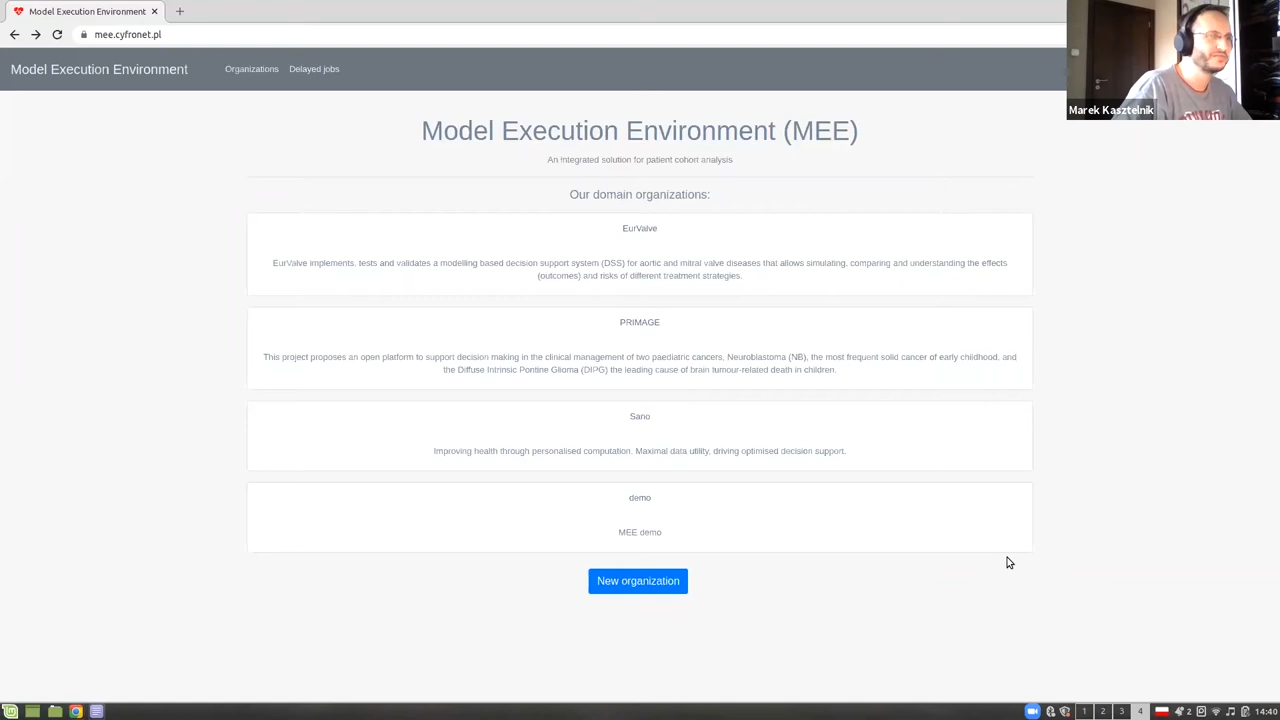 Model Execution Environment
mee.cyfronet.pl
Marek Kasztelnik
Model Execution Environment
Organizations
Delayed jobs
Model Execution Environment (MEE)
An integrated solution for patient cohort analysis
Our domain organizations:
EurValve
EurValve implements, tests and validates a modelling based decision support system (DSS) for aortic and mitral valve diseases that allows simulating, comparing and understanding the effects
(outcomes) and risks of different treatment strategies.
PRIMAGE
This project proposes an open platform to support decision making in the clinical management of two paediatric cancers, Neuroblastoma (NB), the most frequent solid cancer of early childhood, and
the Diffuse Intrinsic Pontine Glioma (DIPG) the leading cause of brain tumour-related death in children.
Sano
Improving health through personalised computation. Maximal data utility, driving optimised decision support.
demo
MEE demo
New organization
1 2 3 4 2 14:40